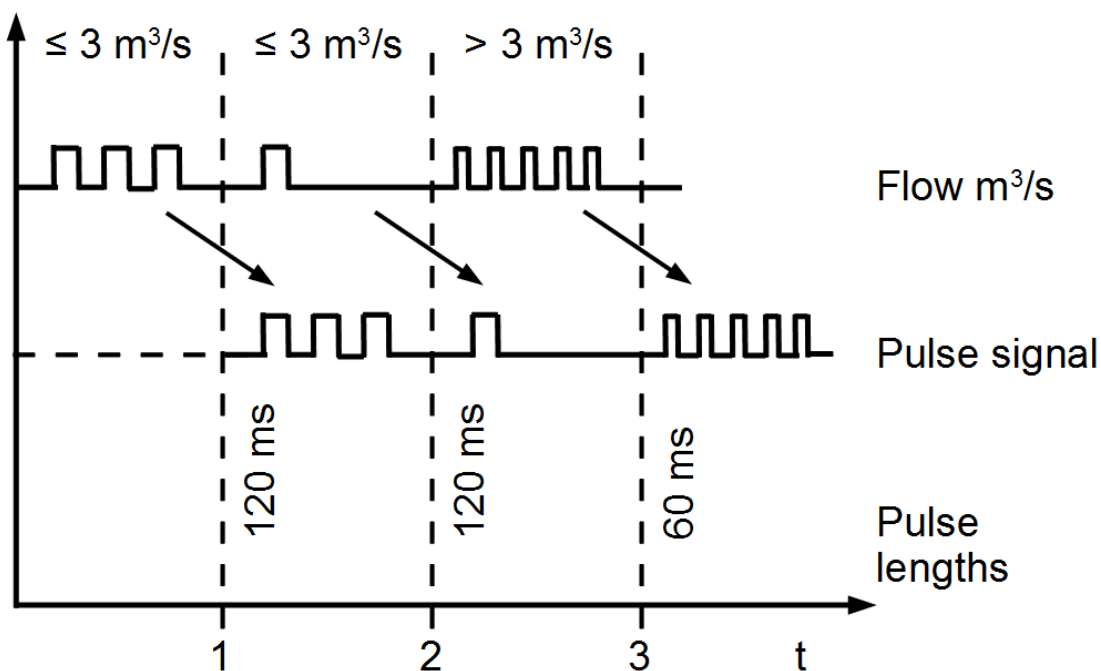 ≤ 3 m³/s ≤ 3 m³/s > 3 m³/s
Flow m³/s
Pulse signal
120 ms 120 ms 60 ms
Pulse
lengths
1 2 3 t